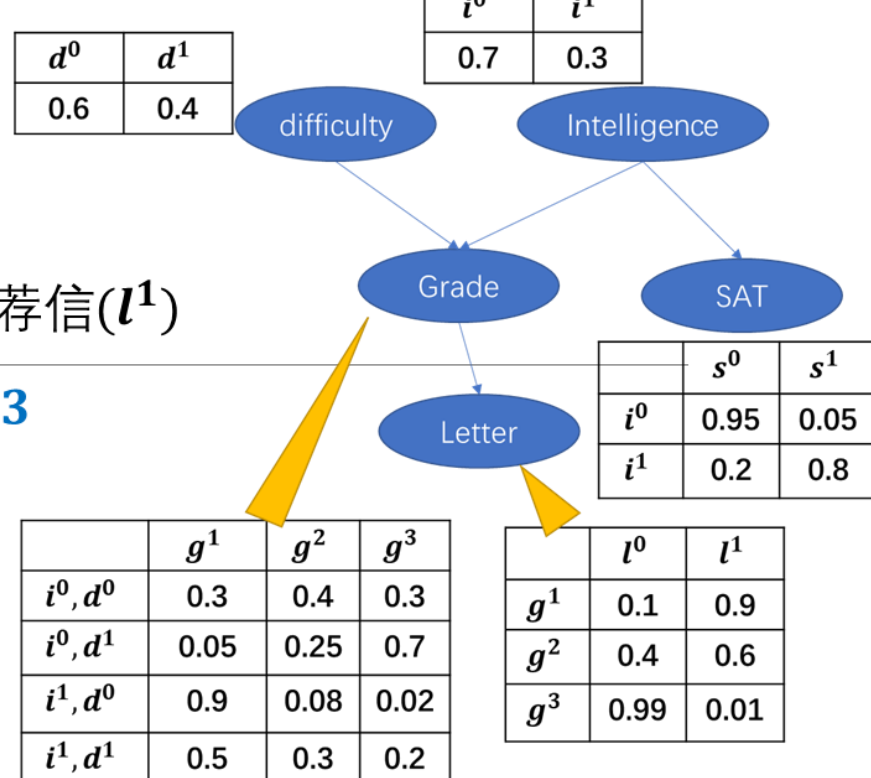 i⁰ i¹
0.7 0.3
d⁰ d¹
0.6 0.4
difficulty
Intelligence
Grade
SAT
荐信(l¹)
3
Letter
s⁰ s¹
i⁰ 0.95 0.05
i¹ 0.2 0.8
g¹ g² g³
i⁰, d⁰ 0.3 0.4 0.3
i⁰, d¹ 0.05 0.25 0.7
i¹, d⁰ 0.9 0.08 0.02
i¹, d¹ 0.5 0.3 0.2
l⁰ l¹
g¹ 0.1 0.9
g² 0.4 0.6
g³ 0.99 0.01